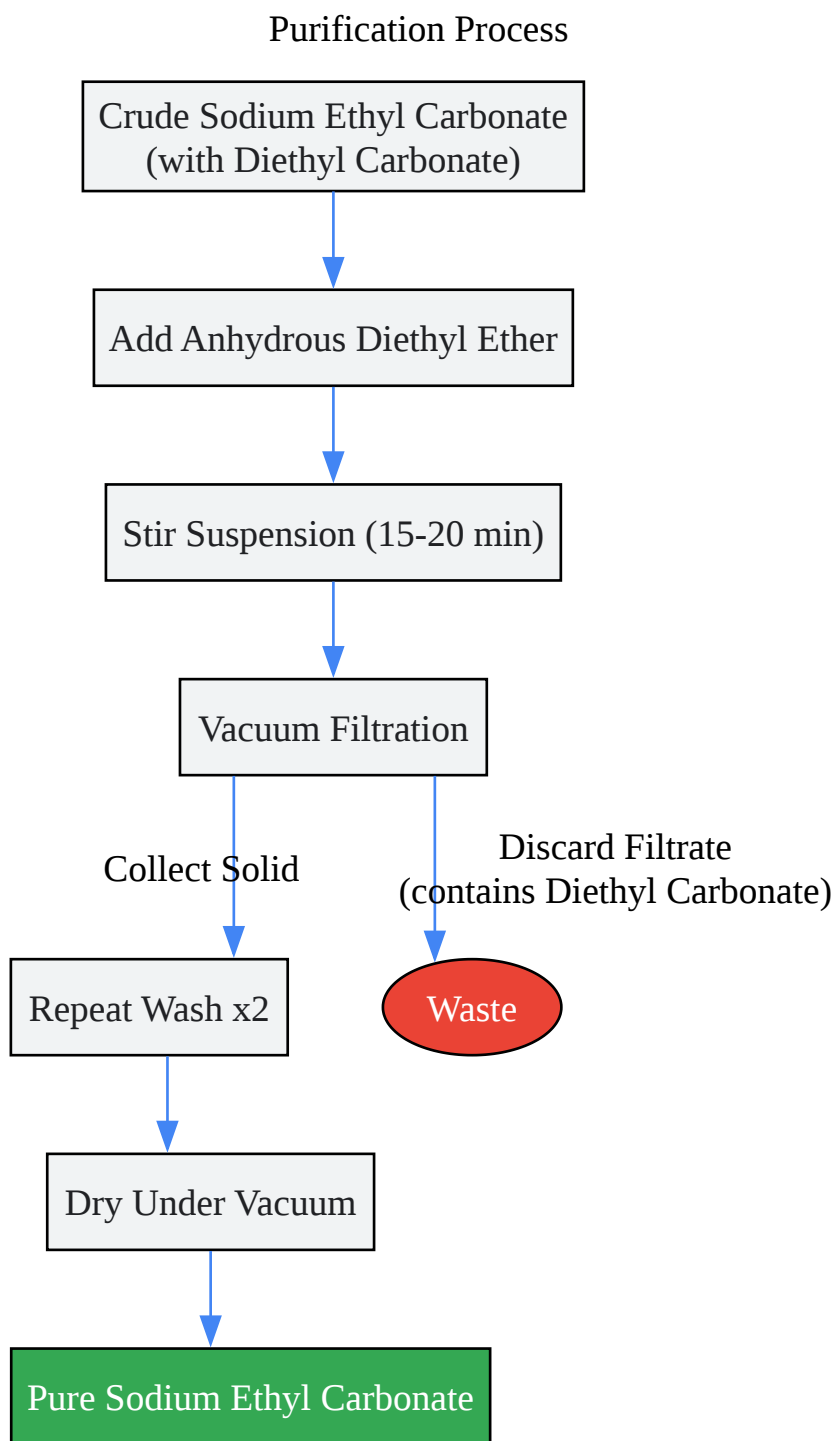 Purification Process
Crude Sodium Ethyl Carbonate
(with Diethyl Carbonate)
Add Anhydrous Diethyl Ether
Stir Suspension (15-20 min)
Vacuum Filtration
Collect Solid
Discard Filtrate
(contains Diethyl Carbonate)
Repeat Wash x2
Waste
Dry Under Vacuum
Pure Sodium Ethyl Carbonate